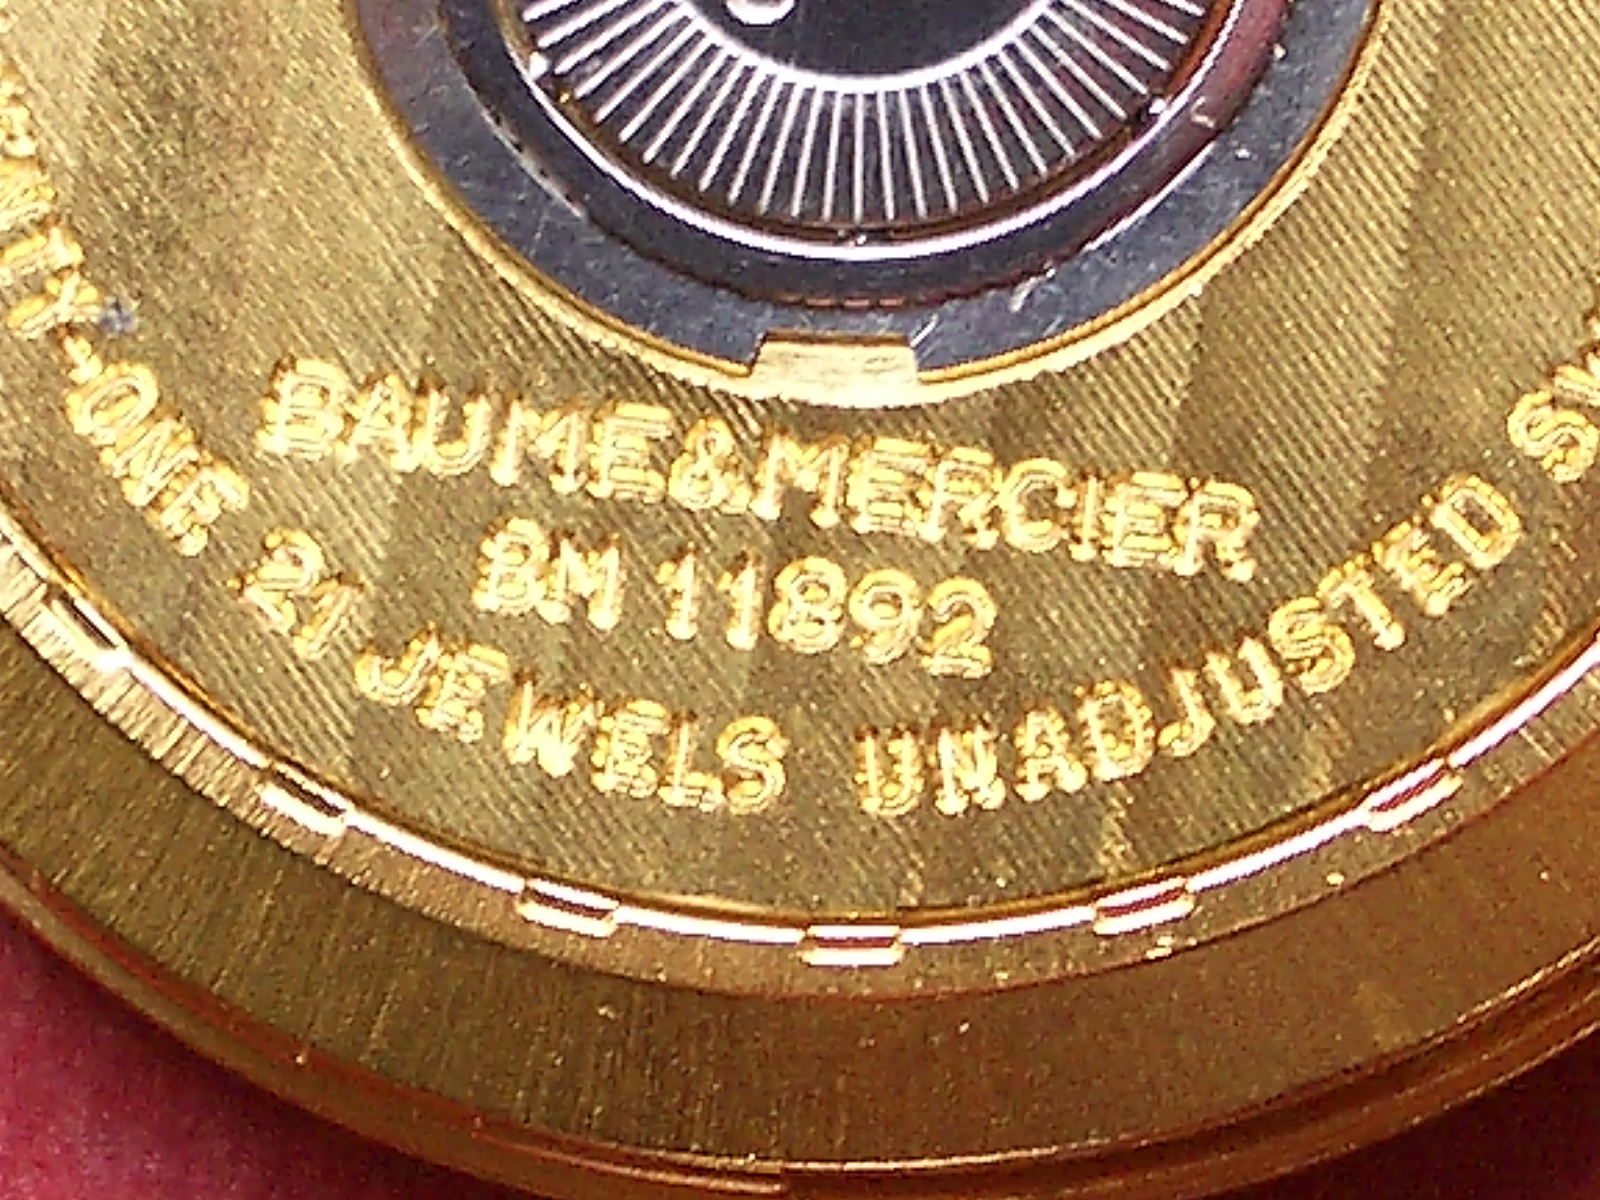 BAUME & MERCIER
BM 11892
-ONE 21 JEWELS UNADJUSTED